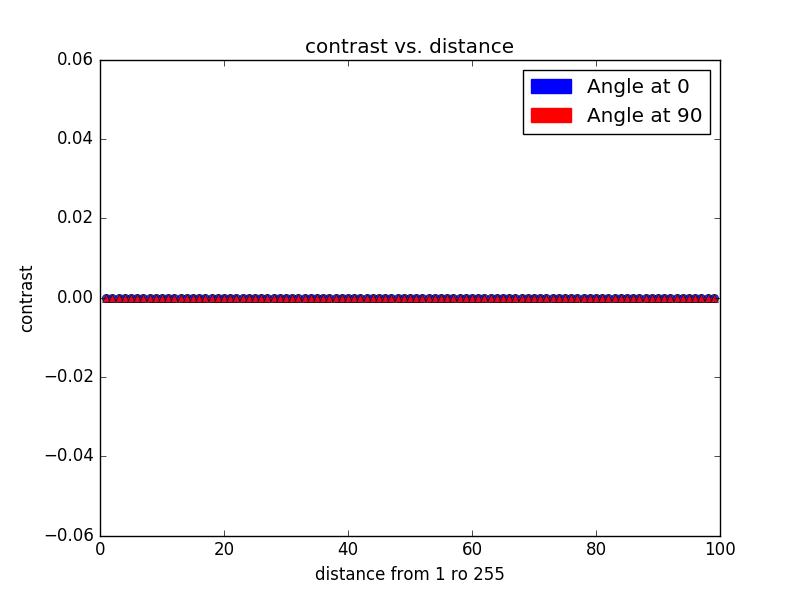 contrast vs. distance
Angle at 0
Angle at 90
0.06
0.04
0.02
0.00
−0.02
−0.04
−0.06
contrast
0 20 40 60 80 100
distance from 1 ro 255